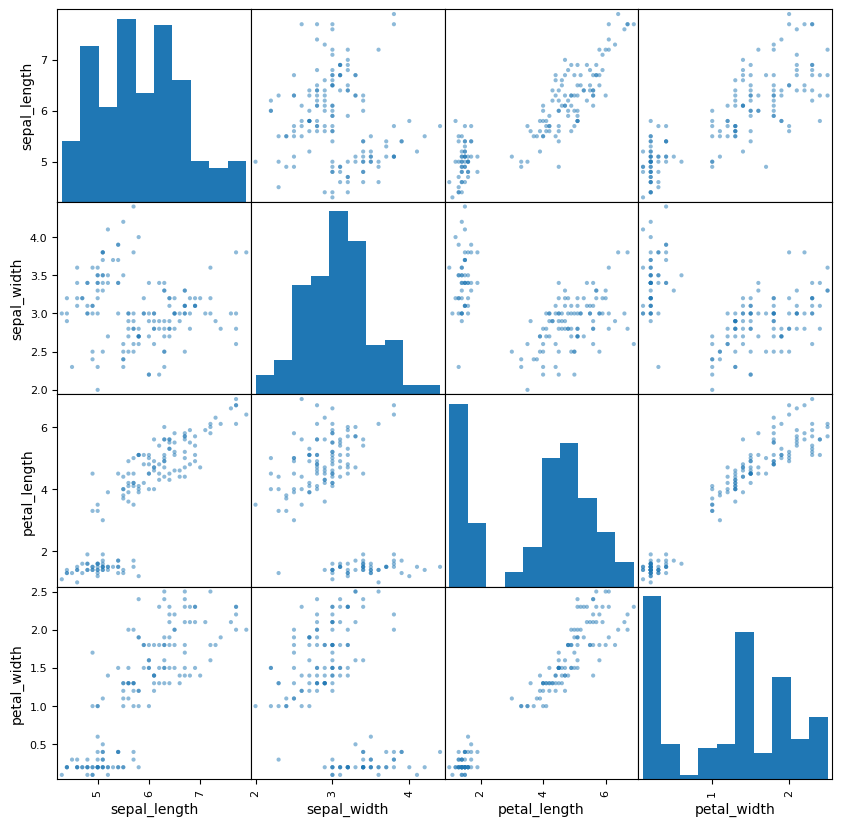 sepal_length
7
6
5
sepal_width
4.0
3.5
3.0
2.5
2.0
petal_length
6
4
2
petal_width
2.5
2.0
1.5
1.0
0.5
5 6 7 2 3 4 2 4 6 1 2
sepal_length sepal_width petal_length petal_width